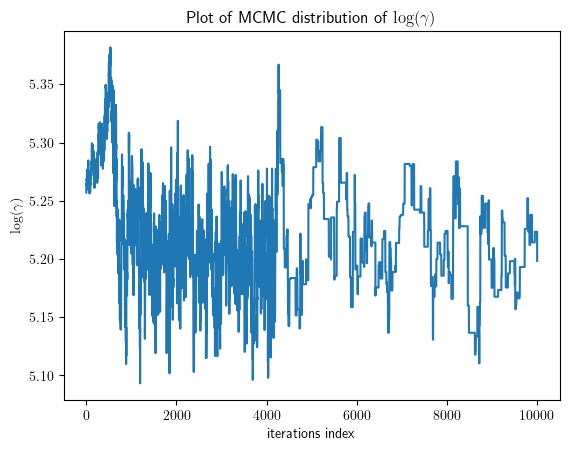 Plot of MCMC distribution of log(γ)
log(γ)
5.35
5.30
5.25
5.20
5.15
5.10
0 2000 4000 6000 8000 10000
iterations index